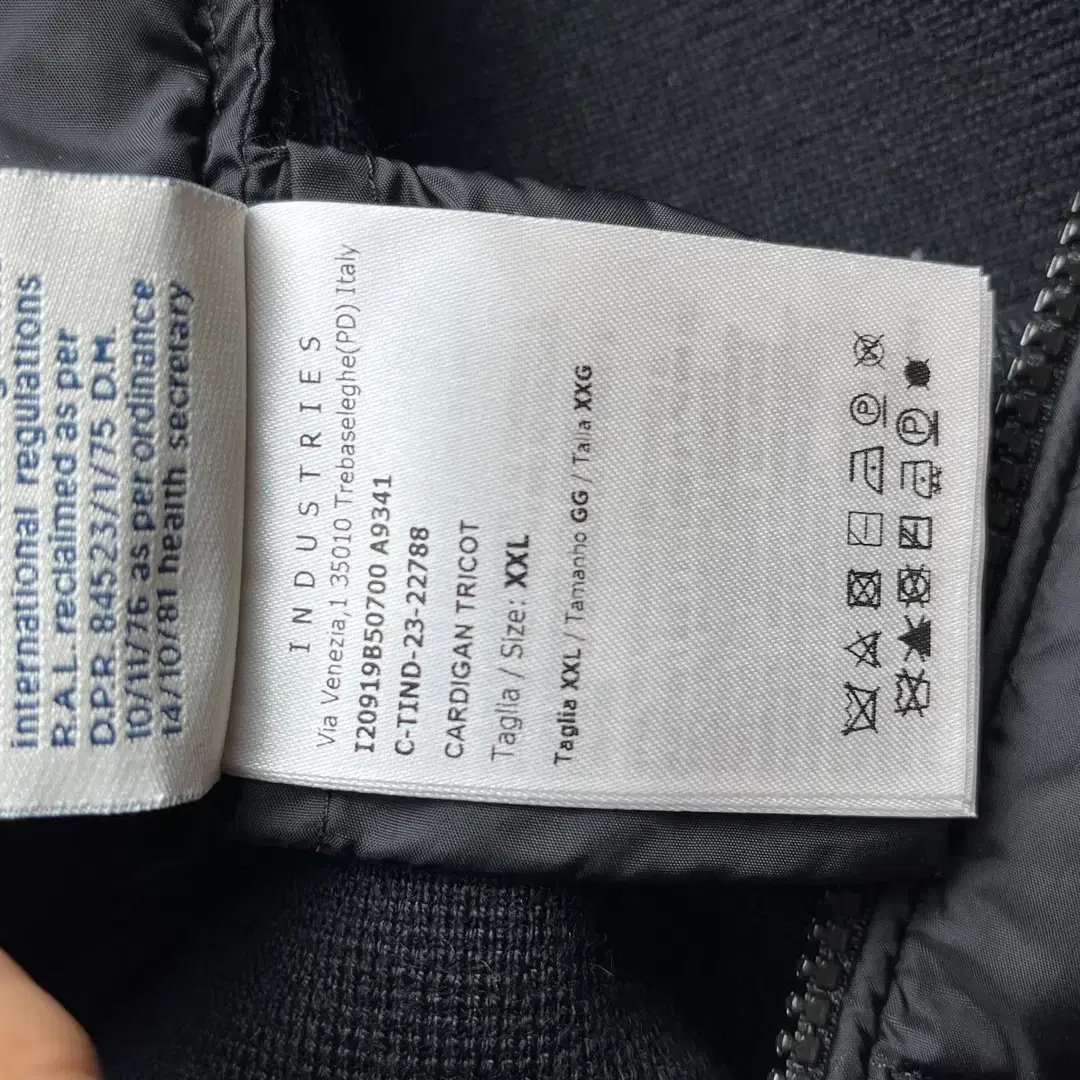 international regulations
R.A.L. reclaimed as per
D.P.R. 84523/1/75 D.M.
10/11/76 as per ordinance
14/10/81 health secretary
INDUSTRIES
Via Venezia,1 35010 Trebaseleghe(PD) Italy
I20919B50700 A9341
C-TIND-23-22788
CARDIGAN TRICOT
Taglia / Size: XXL
Taglia XXL / Tamanho GG / Talla XXG